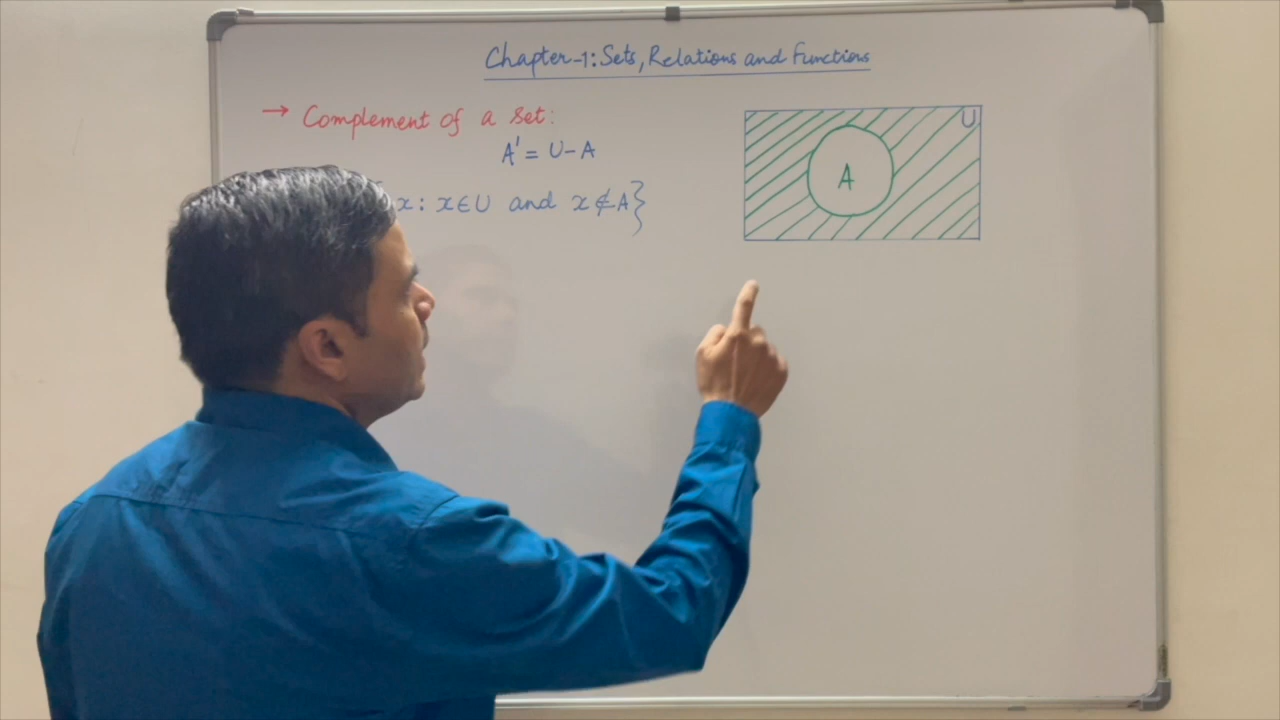 Chapter-1: Sets, Relations and Functions
→ Complement of a Set:
A' = U - A
x : x ∈ U and x ∉ A}
U
A